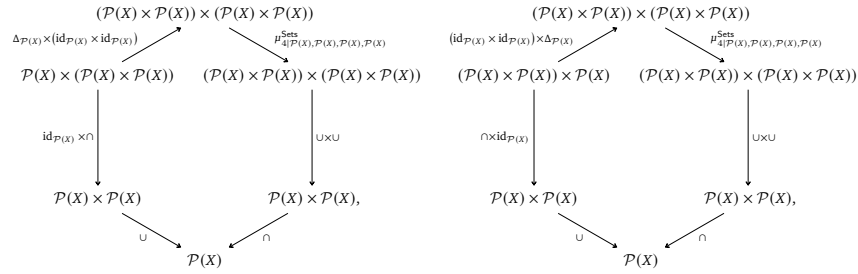 (𝒫(X) × 𝒫(X)) × (𝒫(X) × 𝒫(X))
Δ_{𝒫(X)}×(id_{𝒫(X)} × id_{𝒫(X)})
μ^{Sets}_{4|𝒫(X),𝒫(X),𝒫(X),𝒫(X)}
𝒫(X) × (𝒫(X) × 𝒫(X))
(𝒫(X) × 𝒫(X)) × (𝒫(X) × 𝒫(X))
id_{𝒫(X)} ×∩
∪×∪
𝒫(X) × 𝒫(X)
𝒫(X) × 𝒫(X),
∪
∩
𝒫(X)
(𝒫(X) × 𝒫(X)) × (𝒫(X) × 𝒫(X))
(id_{𝒫(X)} × id_{𝒫(X)})×Δ_{𝒫(X)}
μ^{Sets}_{4|𝒫(X),𝒫(X),𝒫(X),𝒫(X)}
(𝒫(X) × 𝒫(X)) × 𝒫(X)
(𝒫(X) × 𝒫(X)) × (𝒫(X) × 𝒫(X))
∩×id_{𝒫(X)}
∪×∪
𝒫(X) × 𝒫(X)
𝒫(X) × 𝒫(X),
∪
∩
𝒫(X)